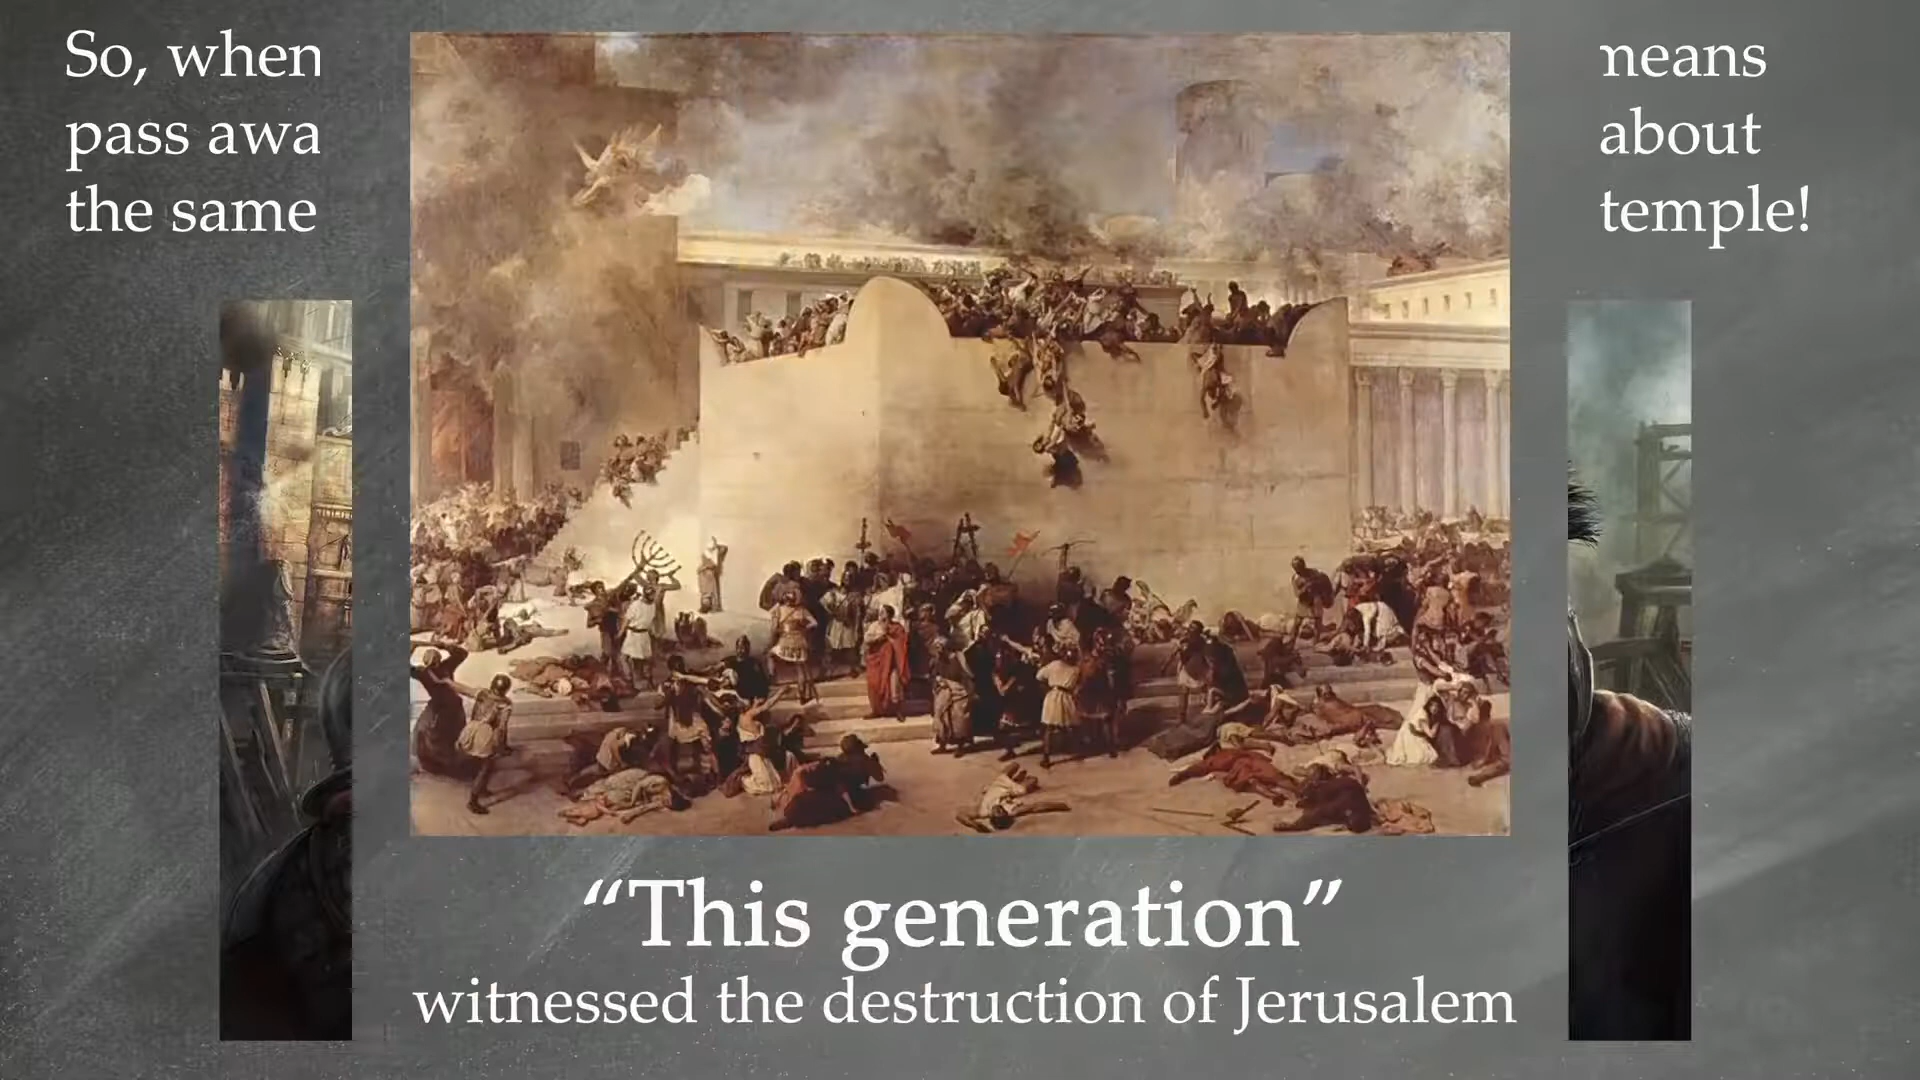 So, when
pass awa
the same
neans
about
temple!
“This generation”
witnessed the destruction of Jerusalem